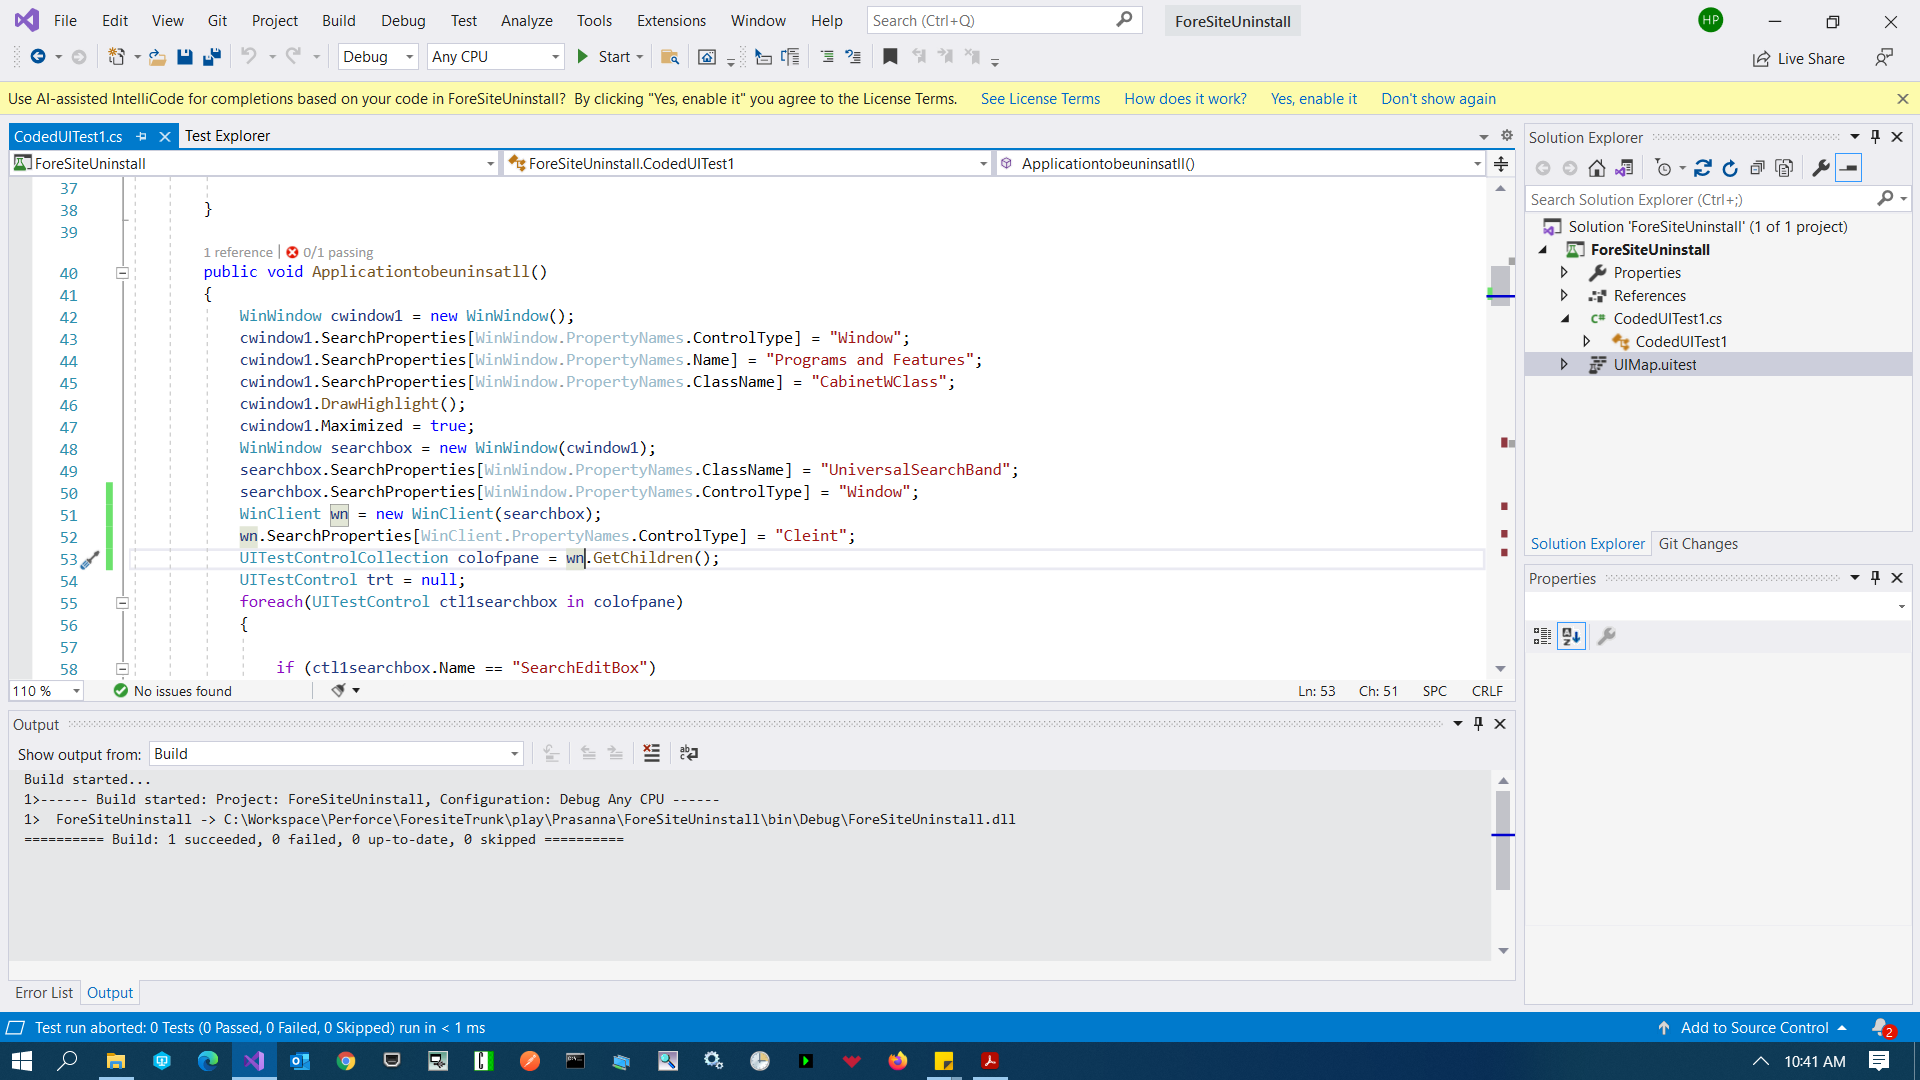 File Edit View Git Project Build Debug Test Analyze Tools Extensions Window Help Search (Ctrl+Q) ForeSiteUninstall HP
Debug Any CPU Start Live Share
Use AI-assisted IntelliCode for completions based on your code in ForeSiteUninstall? By clicking "Yes, enable it" you agree to the License Terms. See License Terms How does it work? Yes, enable it Don't show again
CodedUITest1.cs Test Explorer
ForeSiteUninstall ForeSiteUninstall.CodedUITest1 Applicationtobeuninsatll()
37
38 }
39
1 reference | 0/1 passing
40 public void Applicationtobeuninsatll()
41 {
42 WinWindow cwindow1 = new WinWindow();
43 cwindow1.SearchProperties[WinWindow.PropertyNames.ControlType] = "Window";
44 cwindow1.SearchProperties[WinWindow.PropertyNames.Name] = "Programs and Features";
45 cwindow1.SearchProperties[WinWindow.PropertyNames.ClassName] = "CabinetWClass";
46 cwindow1.DrawHighlight();
47 cwindow1.Maximized = true;
48 WinWindow searchbox = new WinWindow(cwindow1);
49 searchbox.SearchProperties[WinWindow.PropertyNames.ClassName] = "UniversalSearchBand";
50 searchbox.SearchProperties[WinWindow.PropertyNames.ControlType] = "Window";
51 WinClient wn = new WinClient(searchbox);
52 wn.SearchProperties[WinClient.PropertyNames.ControlType] = "Cleint";
53 UITestControlCollection colofpane = wn.GetChildren();
54 UITestControl trt = null;
55 foreach(UITestControl ctl1searchbox in colofpane)
56 {
57
58 if (ctl1searchbox.Name == "SearchEditBox")
110 % No issues found Ln: 53 Ch: 51 SPC CRLF
Output
Show output from: Build
Build started...
1>------ Build started: Project: ForeSiteUninstall, Configuration: Debug Any CPU ------
1> ForeSiteUninstall -> C:\Workspace\Perforce\ForesiteTrunk\play\Prasanna\ForeSiteUninstall\bin\Debug\ForeSiteUninstall.dll
========== Build: 1 succeeded, 0 failed, 0 up-to-date, 0 skipped ==========
Error List Output
Solution Explorer
Search Solution Explorer (Ctrl+;)
Solution 'ForeSiteUninstall' (1 of 1 project)
ForeSiteUninstall
Properties
References
C# CodedUITest1.cs
CodedUITest1
UIMap.uitest
Solution Explorer Git Changes
Properties
Test run aborted: 0 Tests (0 Passed, 0 Failed, 0 Skipped) run in < 1 ms Add to Source Control 2
10:41 AM